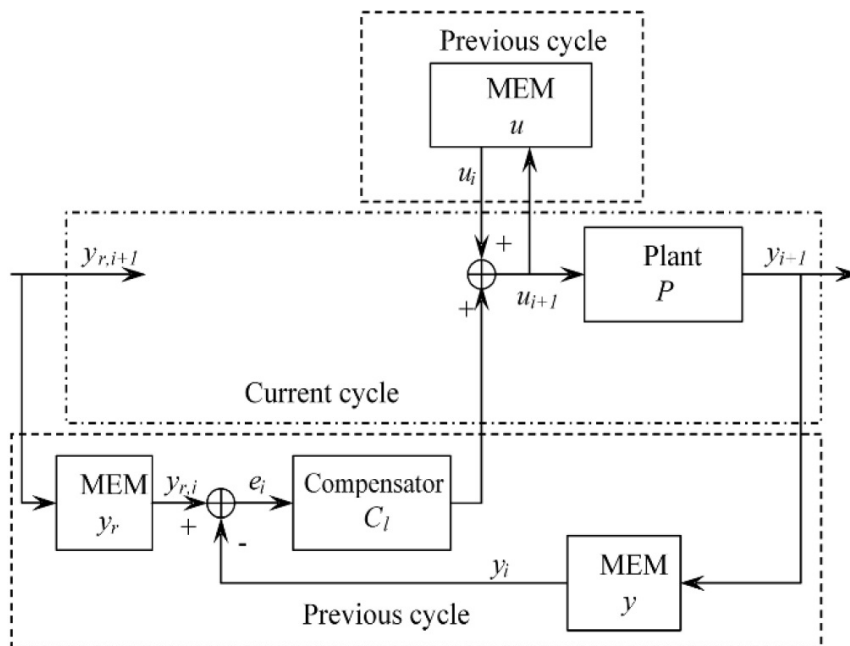 Previous cycle
MEM
u
u_i
+
y_{r,i+1}
Plant
P
y_{i+1}
+
u_{i+1}
Current cycle
MEM
y_r
y_{r,i}
+
-
e_i
Compensator
C_l
y_i
MEM
y
Previous cycle